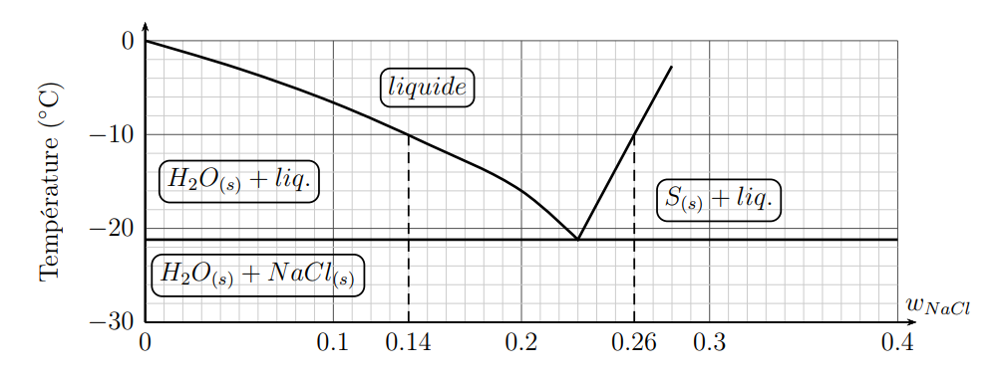 Température (°C)
0
liquide
−10
H₂O₍ₛ₎ + liq.
S₍ₛ₎ + liq.
−20
H₂O₍ₛ₎ + NaCl₍ₛ₎
−30
w_NaCl
0 0.1 0.14 0.2 0.26 0.3 0.4